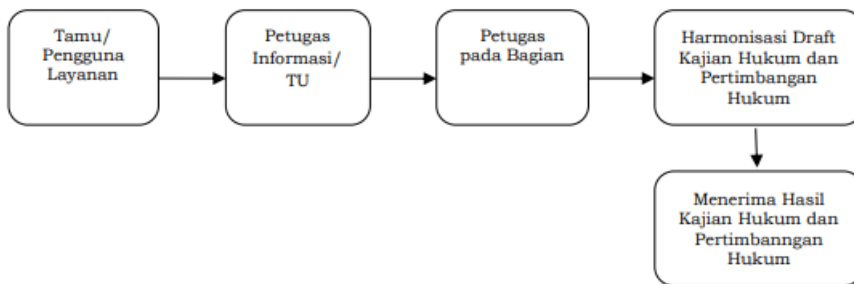 Tamu/
Pengguna
Layanan
Petugas
Informasi/
TU
Petugas
pada Bagian
Harmonisasi Draft
Kajian Hukum dan
Pertimbangan
Hukum
Menerima Hasil
Kajian Hukum dan
Pertimbanngan
Hukum